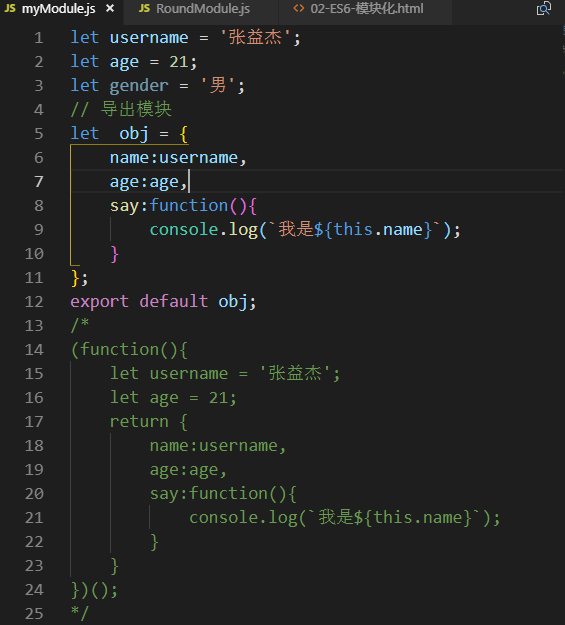 JS myModule.js × JS RoundModule.js <> 02-ES6-模块化.html
1 let username = '张益杰';
2 let age = 21;
3 let gender = '男';
4 // 导出模块
5 let  obj = {
6     name:username,
7     age:age,
8     say:function(){
9         console.log(`我是${this.name}`);
10     }
11 };
12 export default obj;
13 /*
14 (function(){
15     let username = '张益杰';
16     let age = 21;
17     return {
18         name:username,
19         age:age,
20         say:function(){
21             console.log(`我是${this.name}`);
22         }
23     }
24 })();
25 */